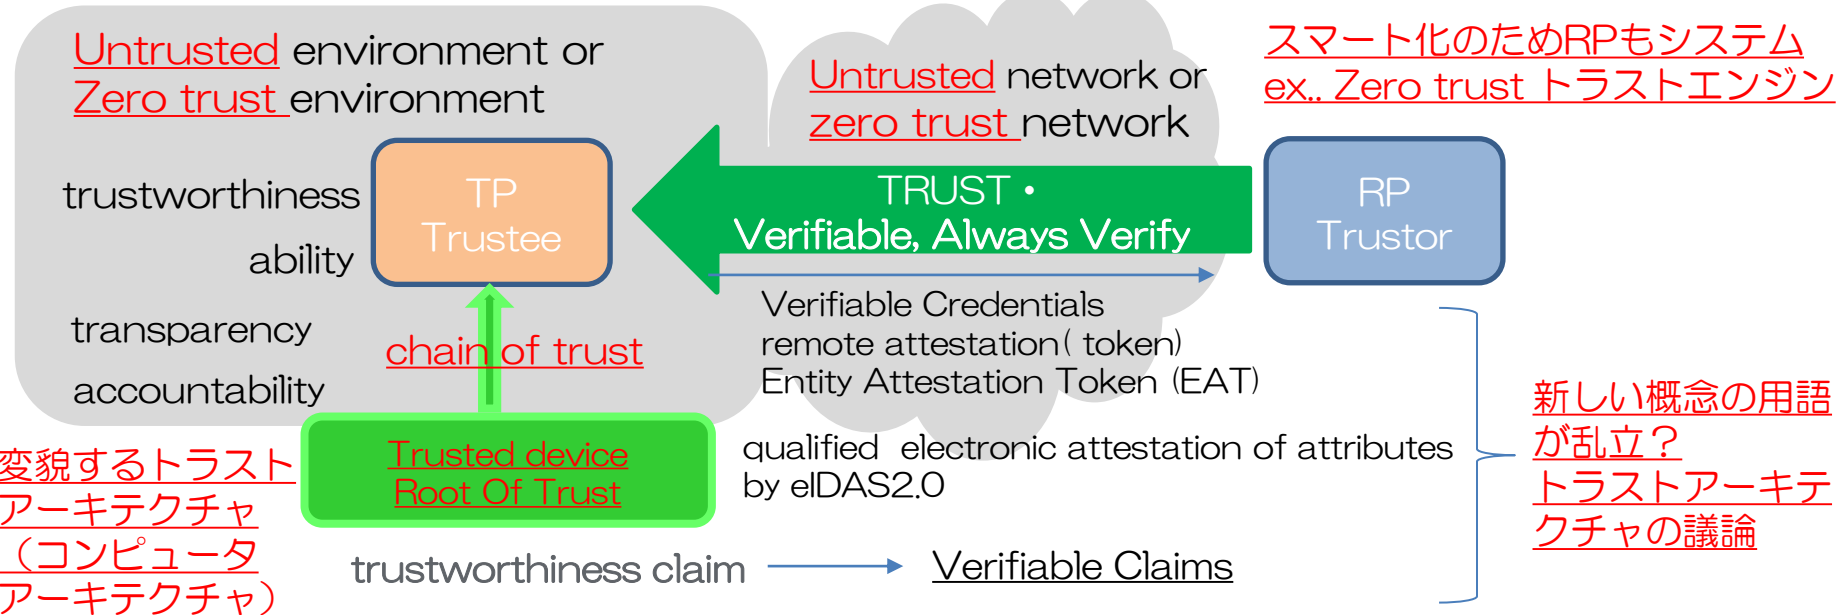 Untrusted environment or
Zero trust environment
Untrusted network or
zero trust network
スマート化のためRPもシステム
ex.. Zero trust トラストエンジン
trustworthiness
ability
transparency
accountability
TP
Trustee
TRUST・
Verifiable, Always Verify
RP
Trustor
chain of trust
Verifiable Credentials
remote attestation( token)
Entity Attestation Token (EAT)
qualified electronic attestation of attributes
by eIDAS2.0
Trusted device
Root Of Trust
変貌するトラスト
アーキテクチャ
（コンピュータ
アーキテクチャ）
trustworthiness claim
Verifiable Claims
新しい概念の用語
が乱立？
トラストアーキテ
クチャの議論